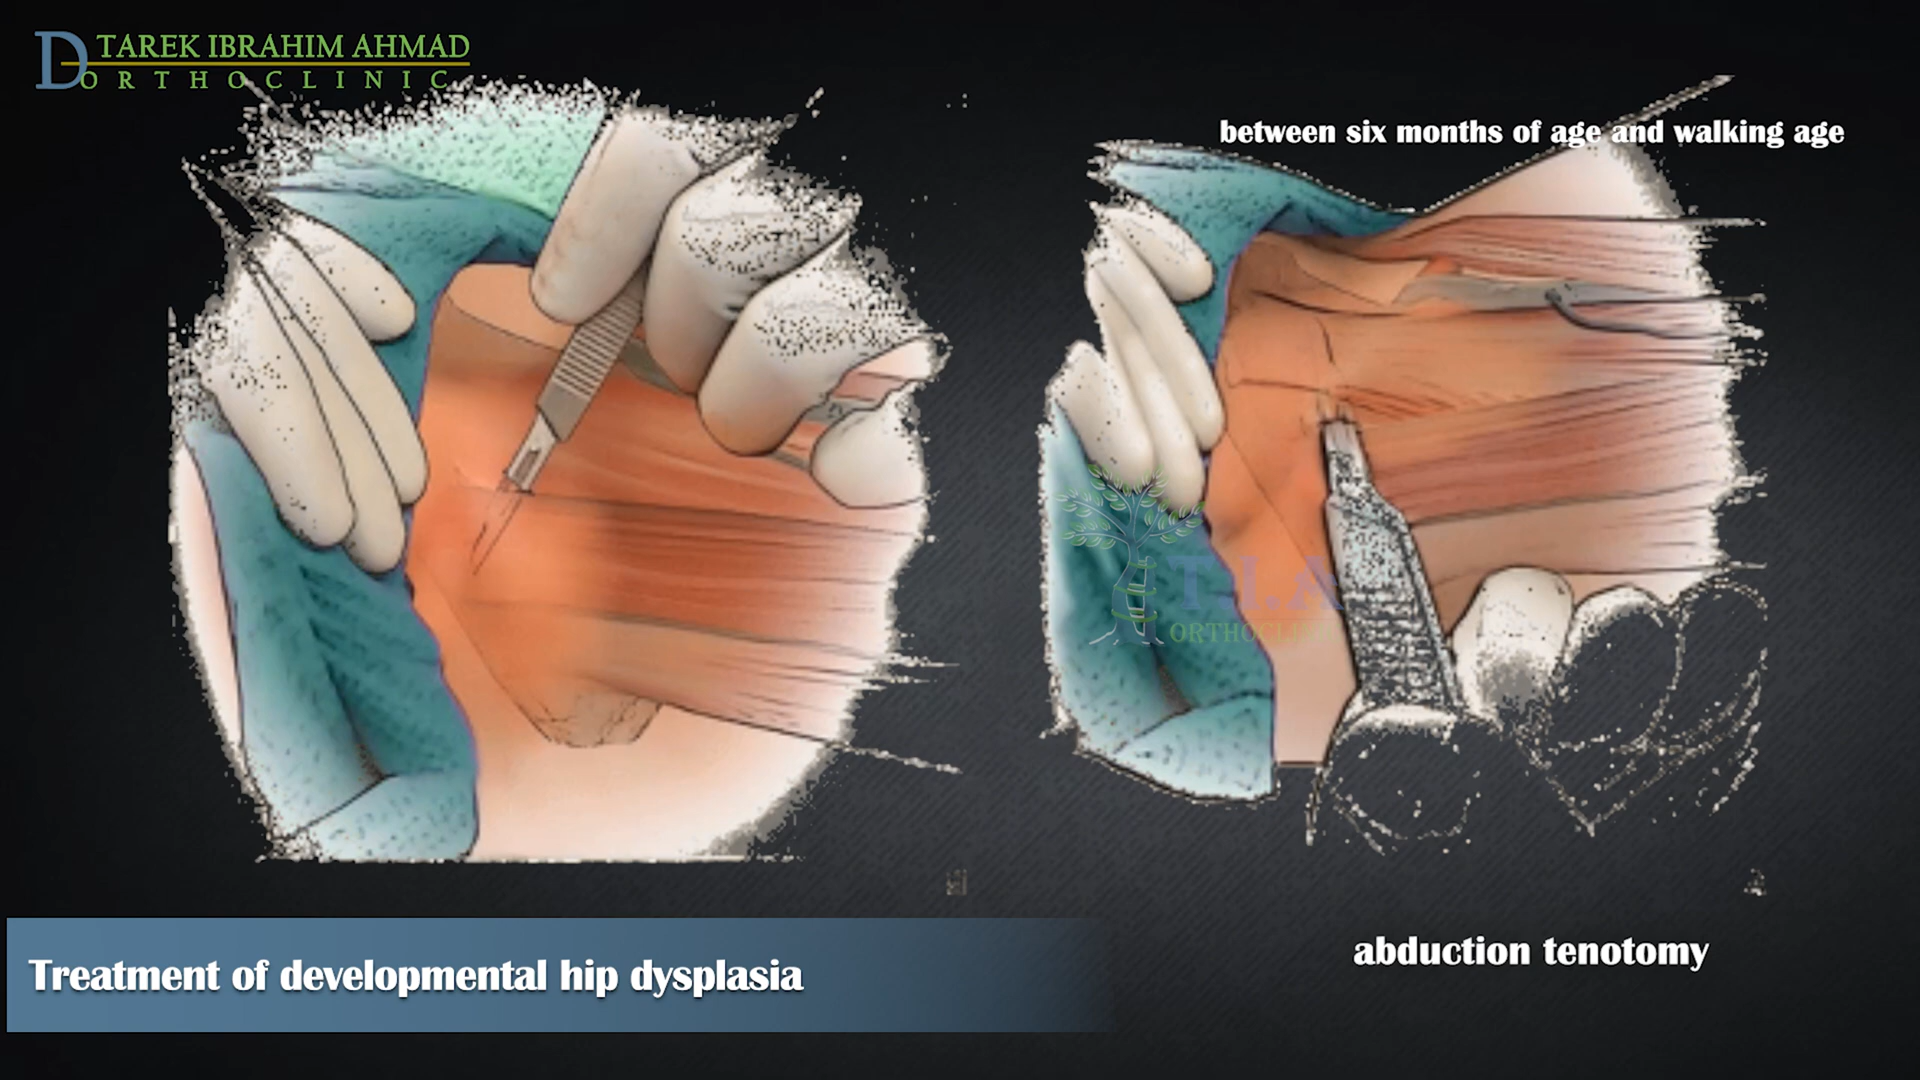 TAREK IBRAHIM AHMAD
ORTHOCLINIC
between six months of age and walking age
T.I.A
ORTHOCLINIC
Treatment of developmental hip dysplasia
abduction tenotomy